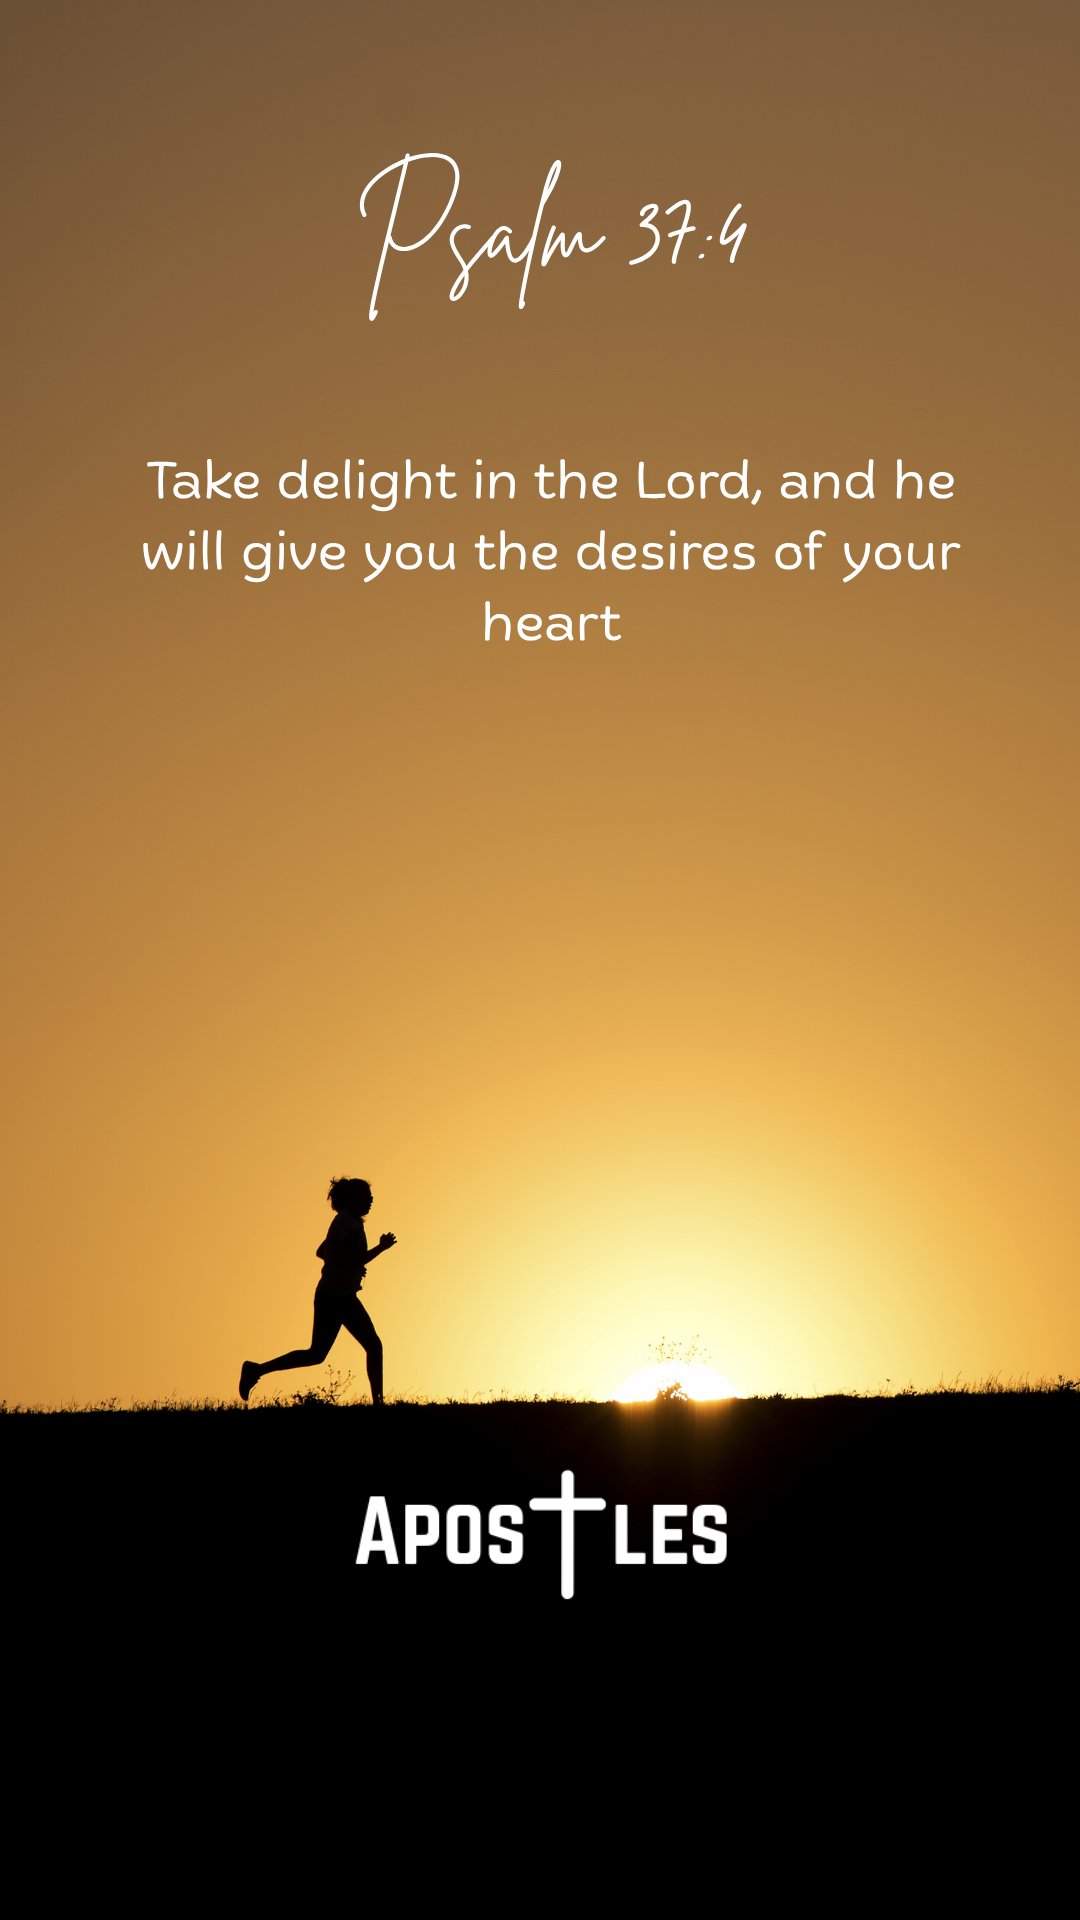 Psalm 37:4
Take delight in the Lord, and he
will give you the desires of your
heart
APOSTLES